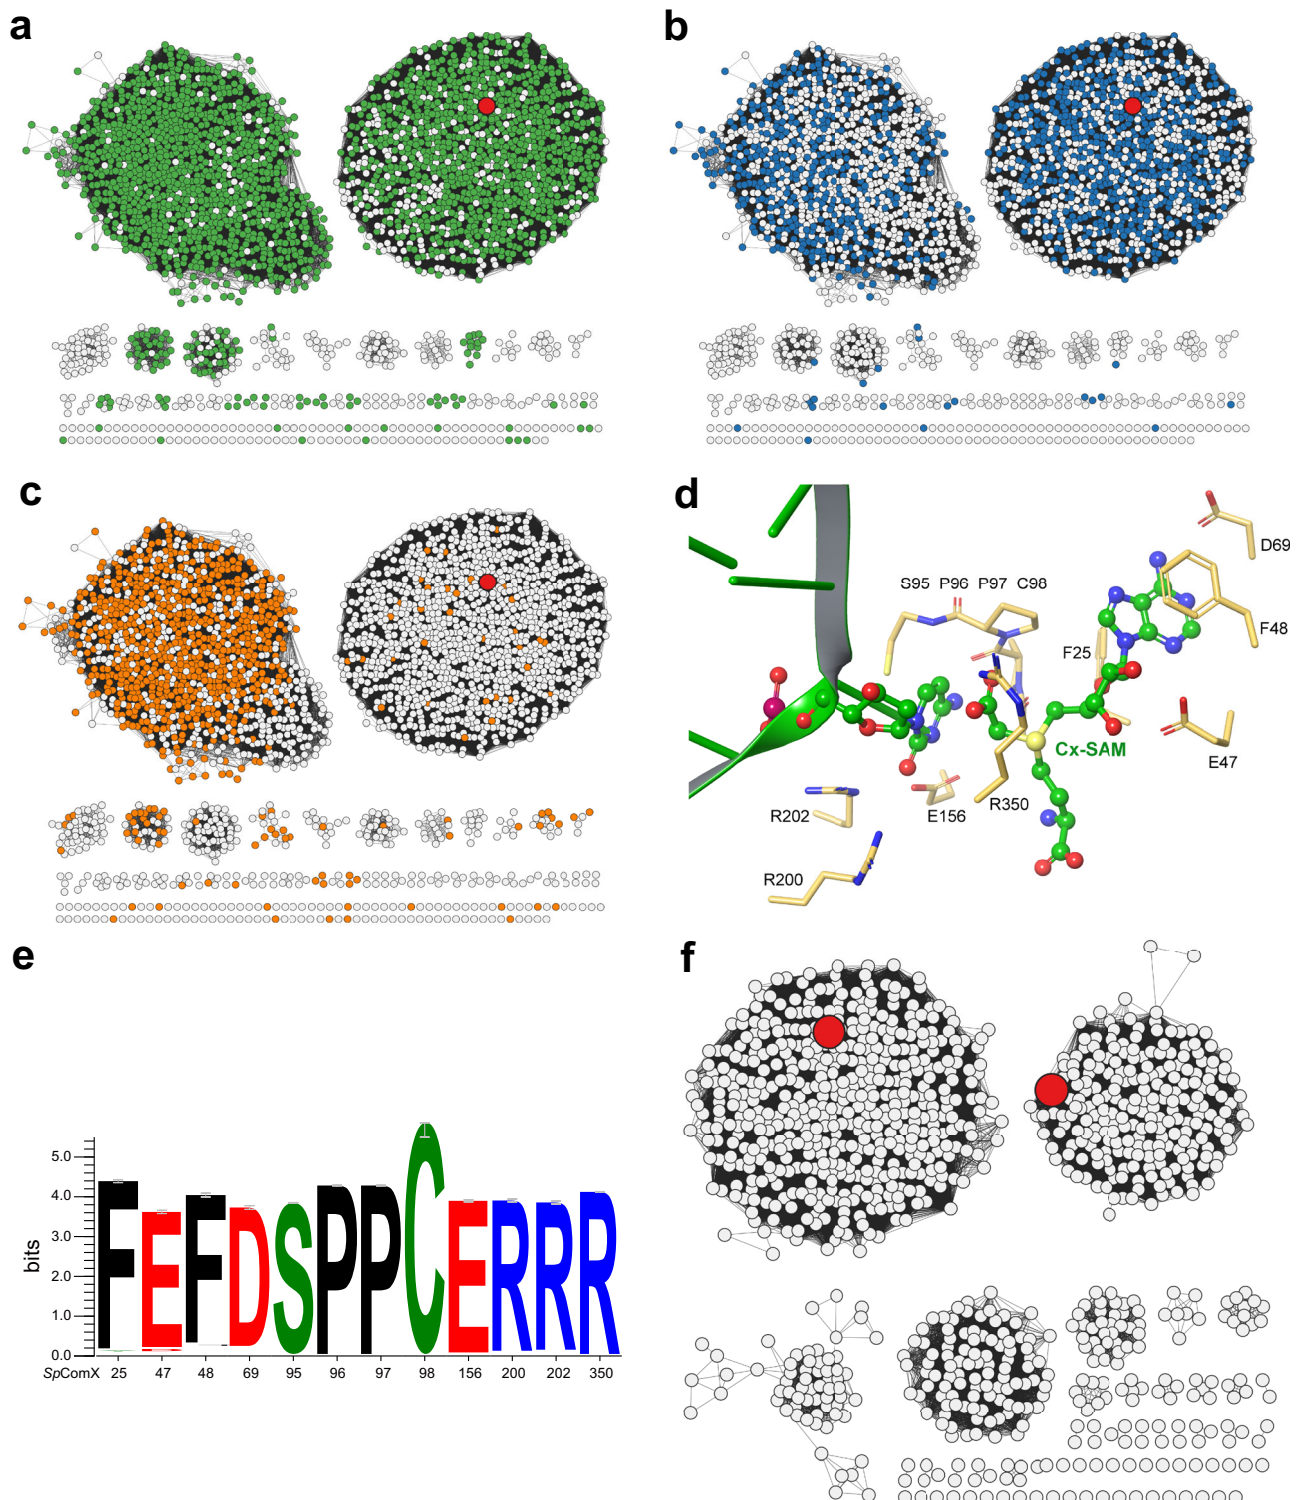 a
b
c
d
S95 P96 P97 C98
D69
F48
F25
Cx-SAM
E47
R202
E156
R350
R200
e
f
bits
5.0
4.0
3.0
2.0
1.0
0.0
FEFDSPPCERRR
SpComX 25 47 48 69 95 96 97 98 156 200 202 350